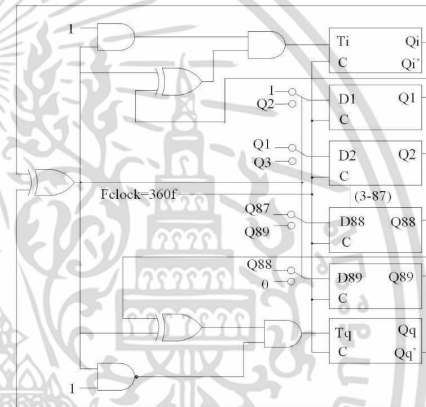 1
Ti Qi
C Qi'
1
Q2
D1 Q1
C
Q1
Q3
D2 Q2
C
Fclock=360f
(3-87)
Q87
Q89
D88 Q88
C
Q88
0
D89 Q89
C
Tq Qq
C Qq'
1